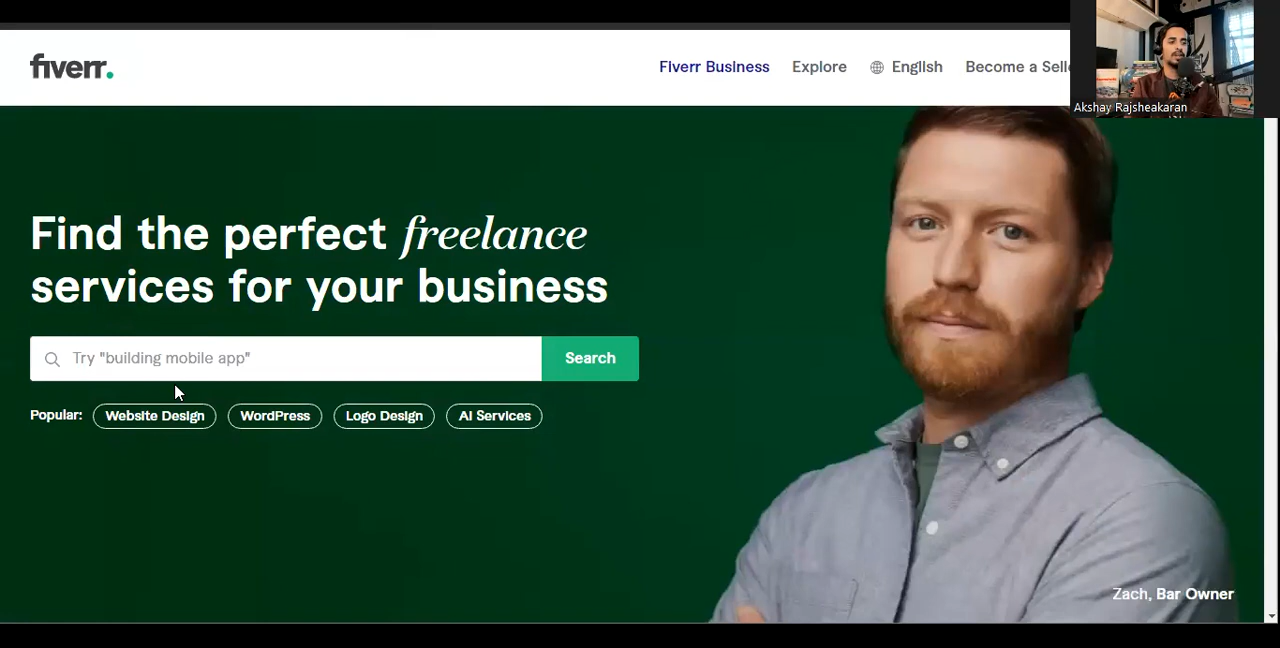 fiverr.
Fiverr Business
Explore
English
Become a Selle
Akshay Rajsheakaran
Find the perfect freelance
services for your business
Try "building mobile app"
Search
Popular:
Website Design
WordPress
Logo Design
AI Services
Zach, Bar Owner